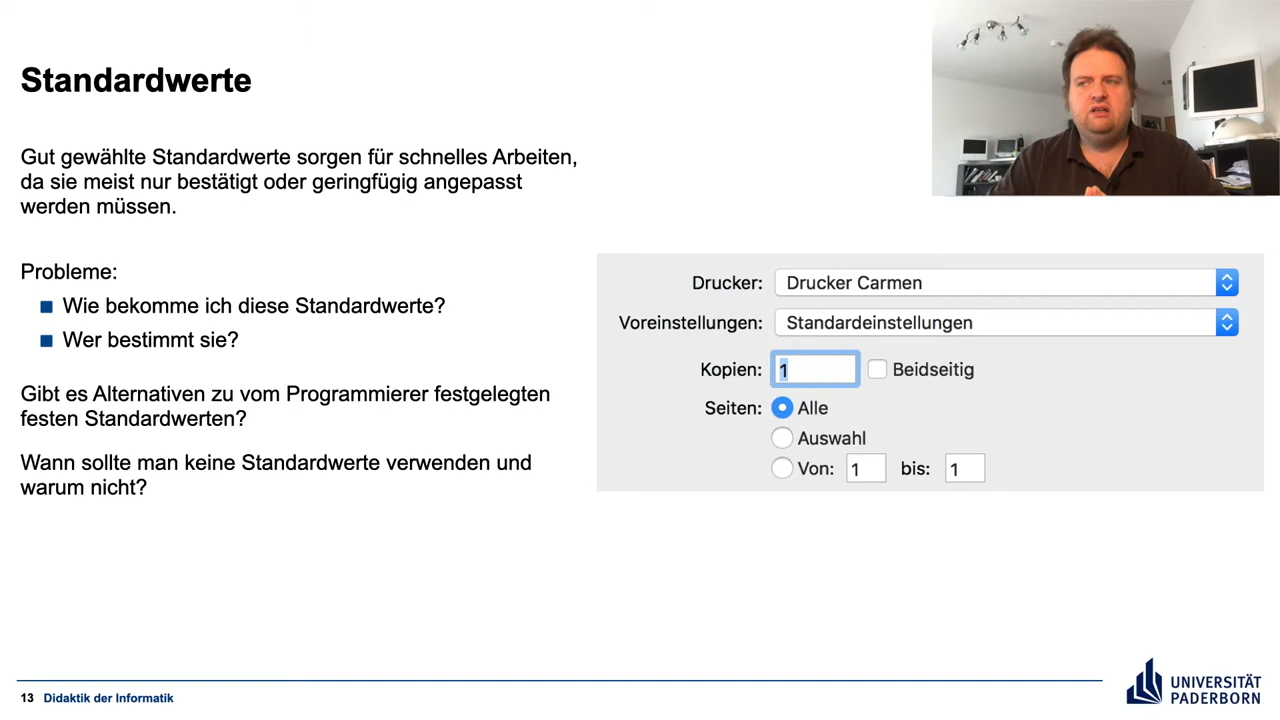 Standardwerte
Gut gewählte Standardwerte sorgen für schnelles Arbeiten,
da sie meist nur bestätigt oder geringfügig angepasst
werden müssen.
Probleme:
Wie bekomme ich diese Standardwerte?
Wer bestimmt sie?
Gibt es Alternativen zu vom Programmierer festgelegten
festen Standardwerten?
Wann sollte man keine Standardwerte verwenden und
warum nicht?
Drucker: Drucker Carmen
Voreinstellungen: Standardeinstellungen
Kopien: 1 Beidseitig
Seiten: Alle
Auswahl
Von: 1 bis: 1
13 Didaktik der Informatik
UNIVERSITÄT
PADERBORN